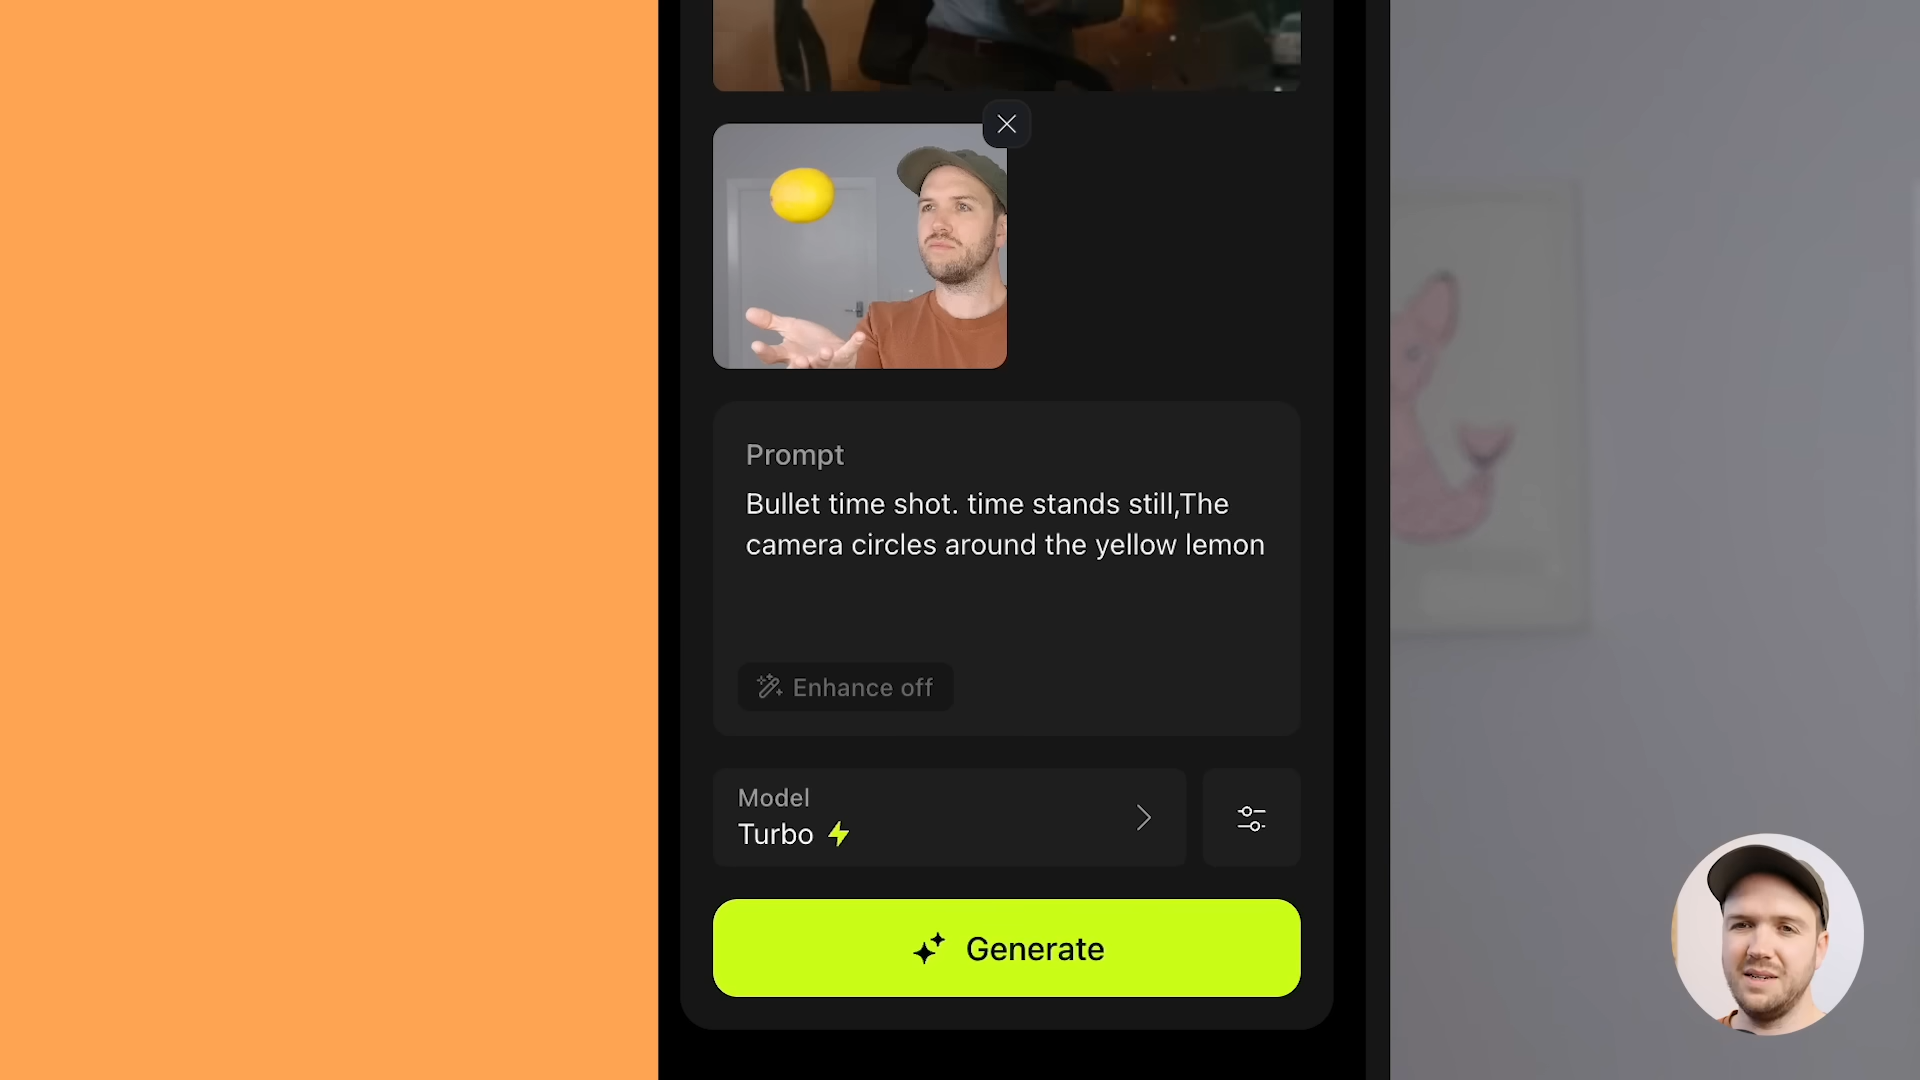 Prompt
Bullet time shot. time stands still,The
camera circles around the yellow lemon
Enhance off
Model
Turbo
Generate